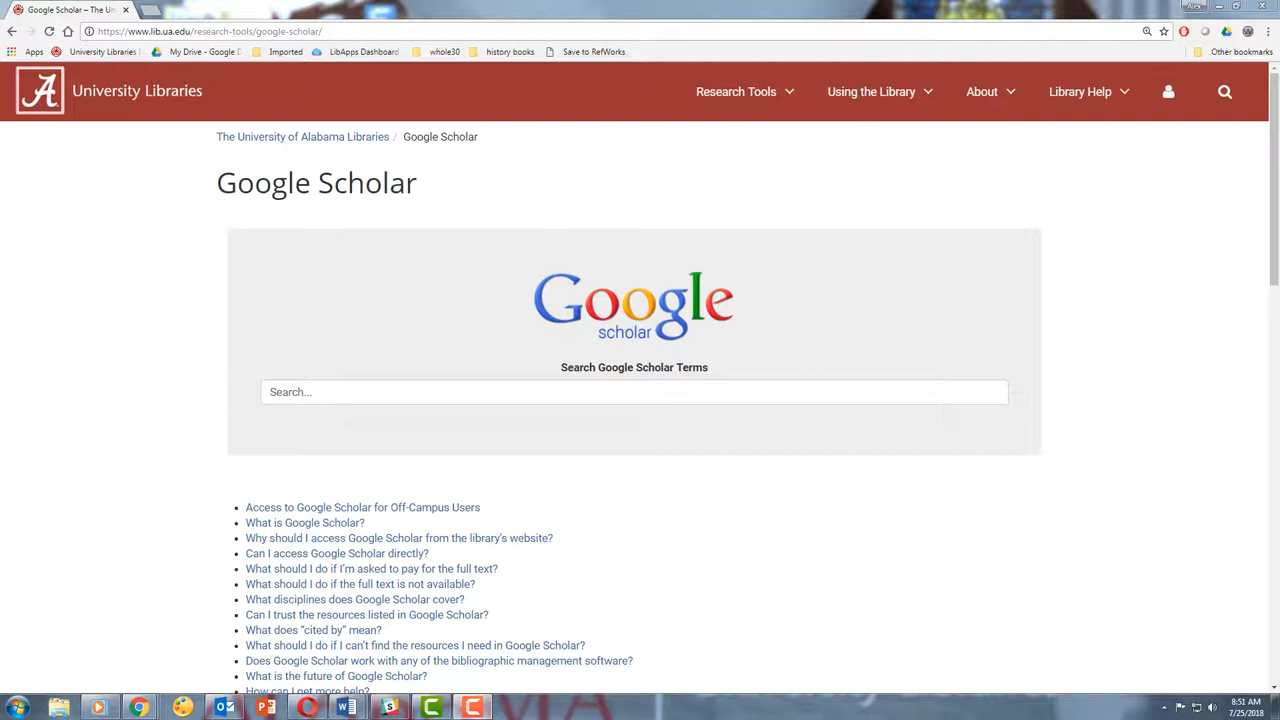 Google Scholar – The Un
Alex
https://www.lib.ua.edu/research-tools/google-scholar/
Apps University Libraries My Drive - Google D Imported LibApps Dashboard whole30 history books Save to RefWorks Other bookmarks
A University Libraries Research Tools Using the Library About Library Help
The University of Alabama Libraries / Google Scholar
Google Scholar
Google
scholar
Search Google Scholar Terms
Search...
Access to Google Scholar for Off-Campus Users
What is Google Scholar?
Why should I access Google Scholar from the library's website?
Can I access Google Scholar directly?
What should I do if I'm asked to pay for the full text?
What should I do if the full text is not available?
What disciplines does Google Scholar cover?
Can I trust the resources listed in Google Scholar?
What does “cited by” mean?
What should I do if I can't find the resources I need in Google Scholar?
Does Google Scholar work with any of the bibliographic management software?
What is the future of Google Scholar?
How can I get more help?
8:51 AM
7/25/2018